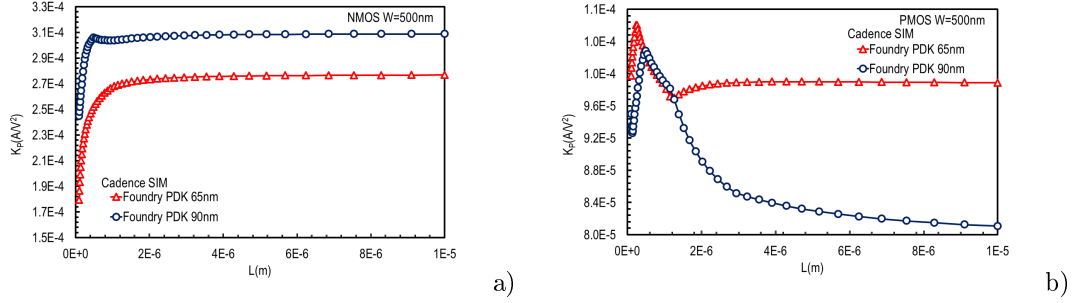 NMOS W=500nm
3.1E-4
2.9E-4
2.7E-4
2.5E-4
2.3E-4
2.1E-4
1.9E-4
1.7E-4
1.5E-4
K_P(A/V²)
Cadence SIM
Foundry PDK 65nm
Foundry PDK 90nm
0E+0 2E-6 4E-6 6E-6 8E-6 1E-5
L(m)
a)
PMOS W=500nm
1.1E-4
1.0E-4
1.0E-4
9.6E-5
9.2E-5
8.8E-5
8.4E-5
8.0E-5
K_P(A/V²)
Cadence SIM
Foundry PDK 65nm
Foundry PDK 90nm
0E+0 2E-6 4E-6 6E-6 8E-6 1E-5
L(m)
b)